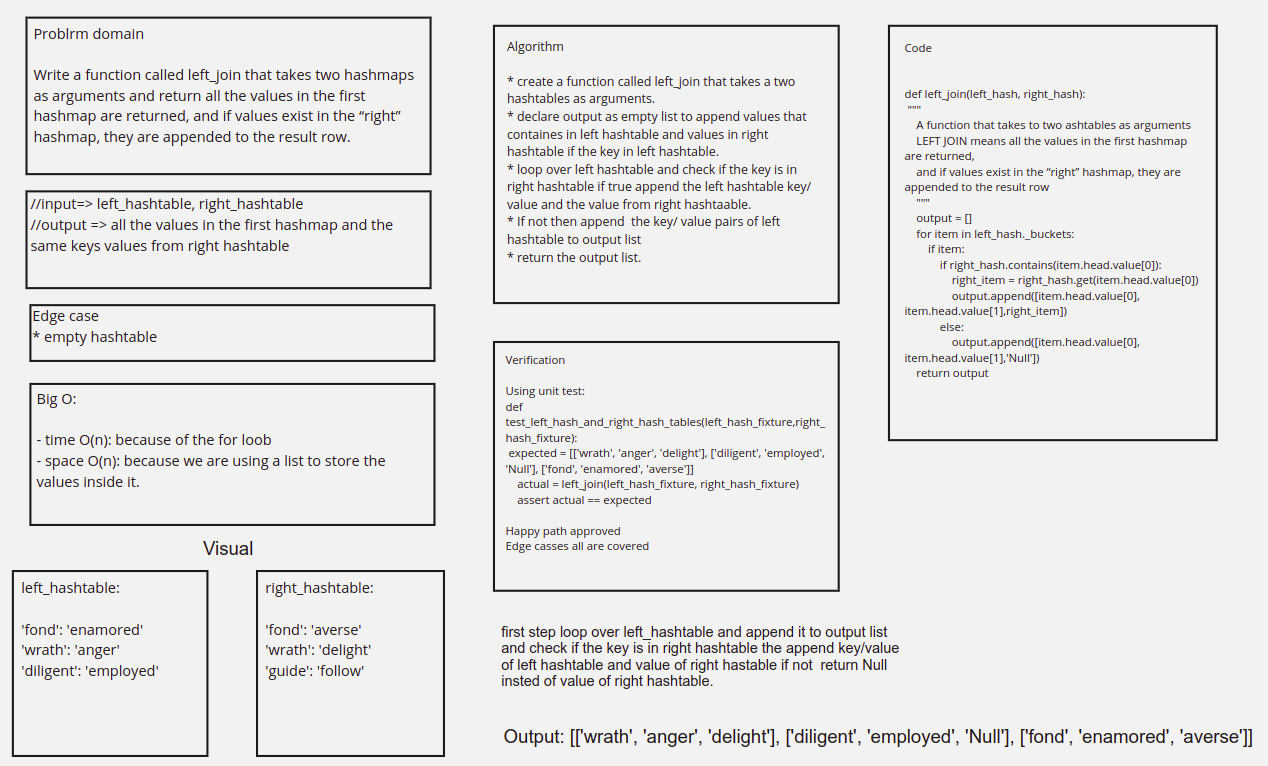 Problrm domain
Write a function called left_join that takes two hashmaps
as arguments and return all the values in the first
hashmap are returned, and if values exist in the “right”
hashmap, they are appended to the result row.
//input=> left_hashtable, right_hashtable
//output => all the values in the first hashmap and the
same keys values from right hashtable
Edge case
* empty hashtable
Big O:
- time O(n): because of the for loob
- space O(n): because we are using a list to store the
values inside it.
Visual
left_hashtable:
'fond': 'enamored'
'wrath': 'anger'
'diligent': 'employed'
right_hashtable:
'fond': 'averse'
'wrath': 'delight'
'guide': 'follow'
Algorithm
* create a function called left_join that takes a two
hashtables as arguments.
* declare output as empty list to append values that
containes in left hashtable and values in right
hashtable if the key in left hashtable.
* loop over left hashtable and check if the key is in
right hashtable if true append the left hashtable key/
value and the value from right hashtaable.
* If not then append  the key/ value pairs of left
hashtable to output list
* return the output list.
Verification
Using unit test:
def
test_left_hash_and_right_hash_tables(left_hash_fixture,right_
hash_fixture):
expected = [['wrath', 'anger', 'delight'], ['diligent', 'employed',
'Null'], ['fond', 'enamored', 'averse']]
actual = left_join(left_hash_fixture, right_hash_fixture)
assert actual == expected
Happy path approved
Edge casses all are covered
first step loop over left_hashtable and append it to output list
and check if the key is in right hashtable the append key/value
of left hashtable and value of right hastable if not  return Null
insted of value of right hashtable.
Output: [['wrath', 'anger', 'delight'], ['diligent', 'employed', 'Null'], ['fond', 'enamored', 'averse']]
Code
def left_join(left_hash, right_hash):
"""
A function that takes to two ashtables as arguments
LEFT JOIN means all the values in the first hashmap
are returned,
and if values exist in the “right” hashmap, they are
appended to the result row
"""
output = []
for item in left_hash._buckets:
if item:
if right_hash.contains(item.head.value[0]):
right_item = right_hash.get(item.head.value[0])
output.append([item.head.value[0],
item.head.value[1],right_item])
else:
output.append([item.head.value[0],
item.head.value[1],'Null'])
return output